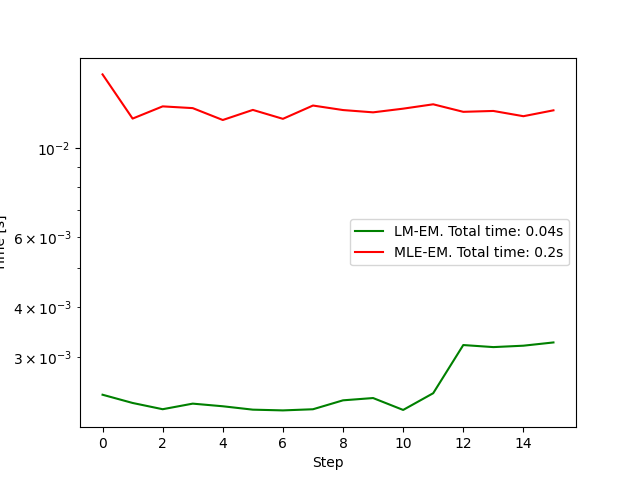 Time [s]
10⁻²
6 × 10⁻³
4 × 10⁻³
3 × 10⁻³
LM-EM. Total time: 0.04s
MLE-EM. Total time: 0.2s
0 2 4 6 8 10 12 14
Step